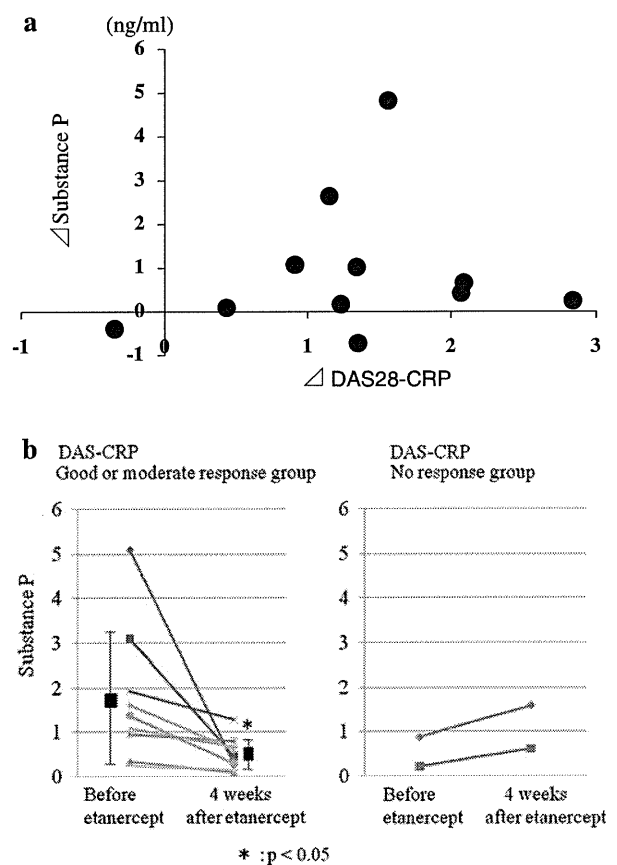 a
(ng/ml)
6
5
4
3
2
1
0
-1
⊿Substance P
-1
0
1
2
3
⊿ DAS28-CRP
b
DAS-CRP
Good or moderate response group
6
5
4
3
2
1
0
Substance P
*
Before
etanercept
4 weeks
after etanercept
DAS-CRP
No response group
6
5
4
3
2
1
0
Before
etanercept
4 weeks
after etanercept
* : p < 0.05